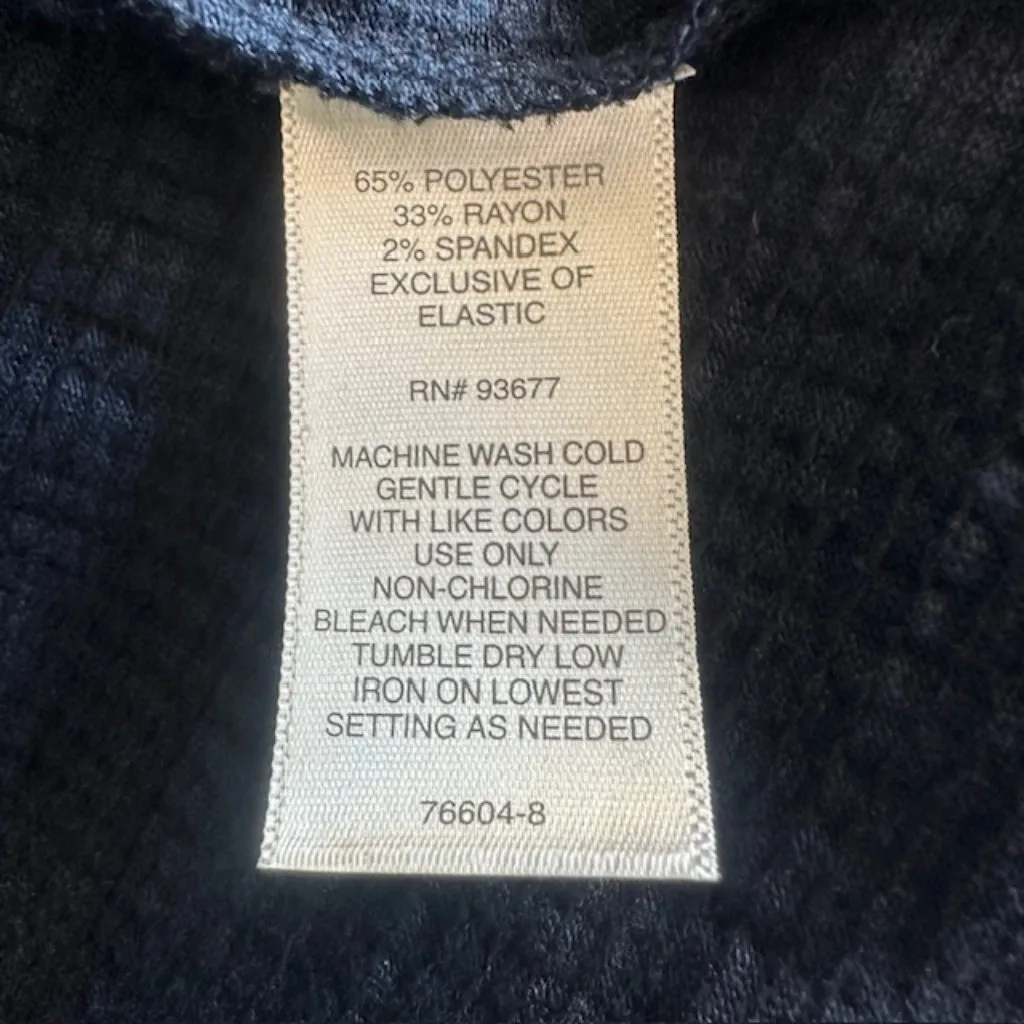 65% POLYESTER
33% RAYON
2% SPANDEX
EXCLUSIVE OF
ELASTIC
RN# 93677
MACHINE WASH COLD
GENTLE CYCLE
WITH LIKE COLORS
USE ONLY
NON-CHLORINE
BLEACH WHEN NEEDED
TUMBLE DRY LOW
IRON ON LOWEST
SETTING AS NEEDED
76604-8